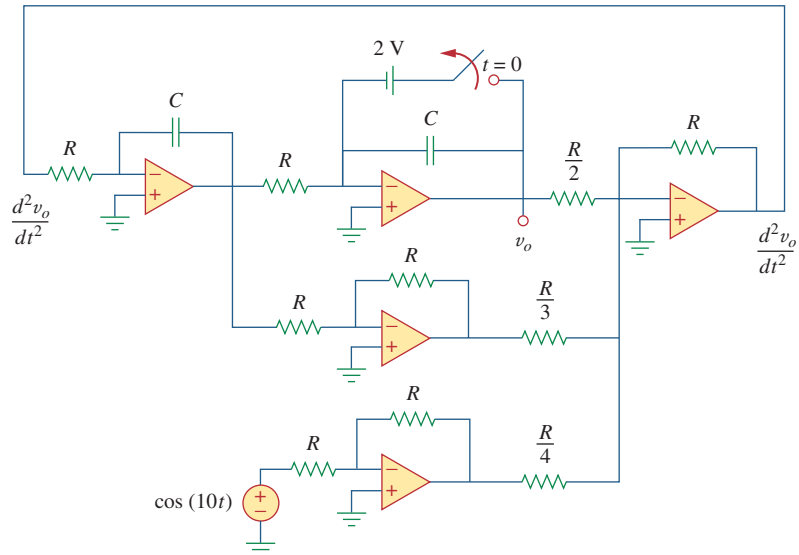 2 V
t = 0
C
C
R
R
R/2
R
− + − + − +
d²vₒ/dt²
vₒ
d²vₒ/dt²
R
R
R/3
− +
R
R
R/4
− +
cos (10t)
+ −